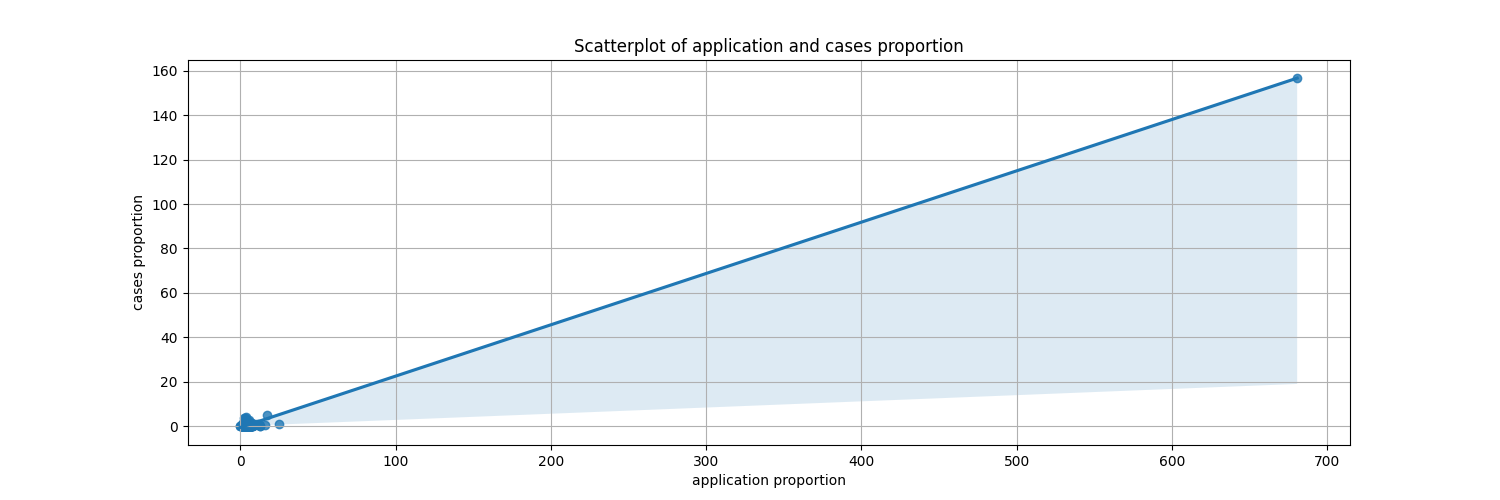 Scatterplot of application and cases proportion
160
140
120
100
80
60
40
20
0
cases proportion
0 100 200 300 400 500 600 700
application proportion